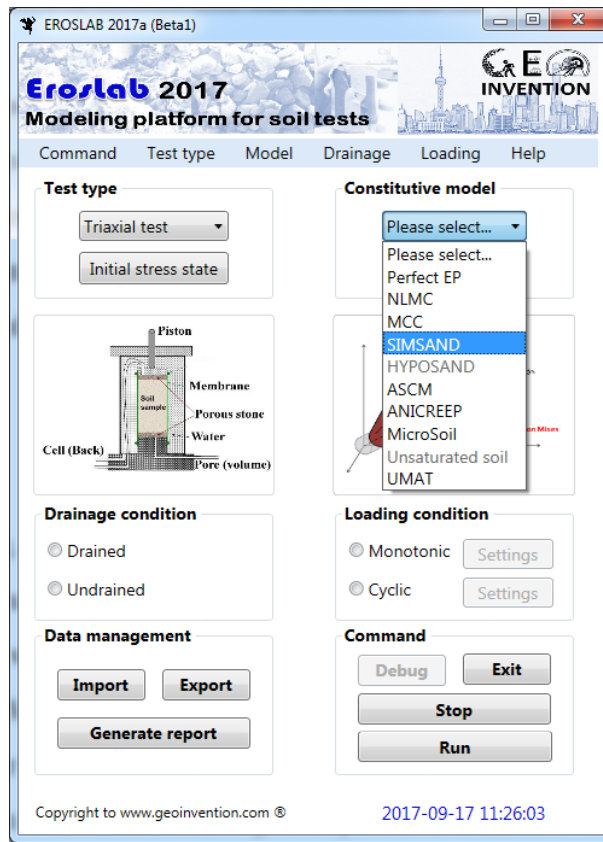 EROSLAB 2017a (Beta1)
ErosLab 2017
Modeling platform for soil tests
GEO
INVENTION
Command Test type Model Drainage Loading Help
Test type
Triaxial test
Initial stress state
Constitutive model
Please select...
Please select...
Perfect EP
NLMC
MCC
SIMSAND
HYPOSAND
ASCM
ANICREEP
MicroSoil
Unsaturated soil
UMAT
Piston
Membrane
Soil
sample
Porous stone
Water
Cell (Back)
Pore (volume)
on Mises
Drainage condition
Drained
Undrained
Loading condition
Monotonic Settings
Cyclic Settings
Data management
Import Export
Generate report
Command
Debug Exit
Stop
Run
Copyright to www.geoinvention.com ®
2017-09-17 11:26:03